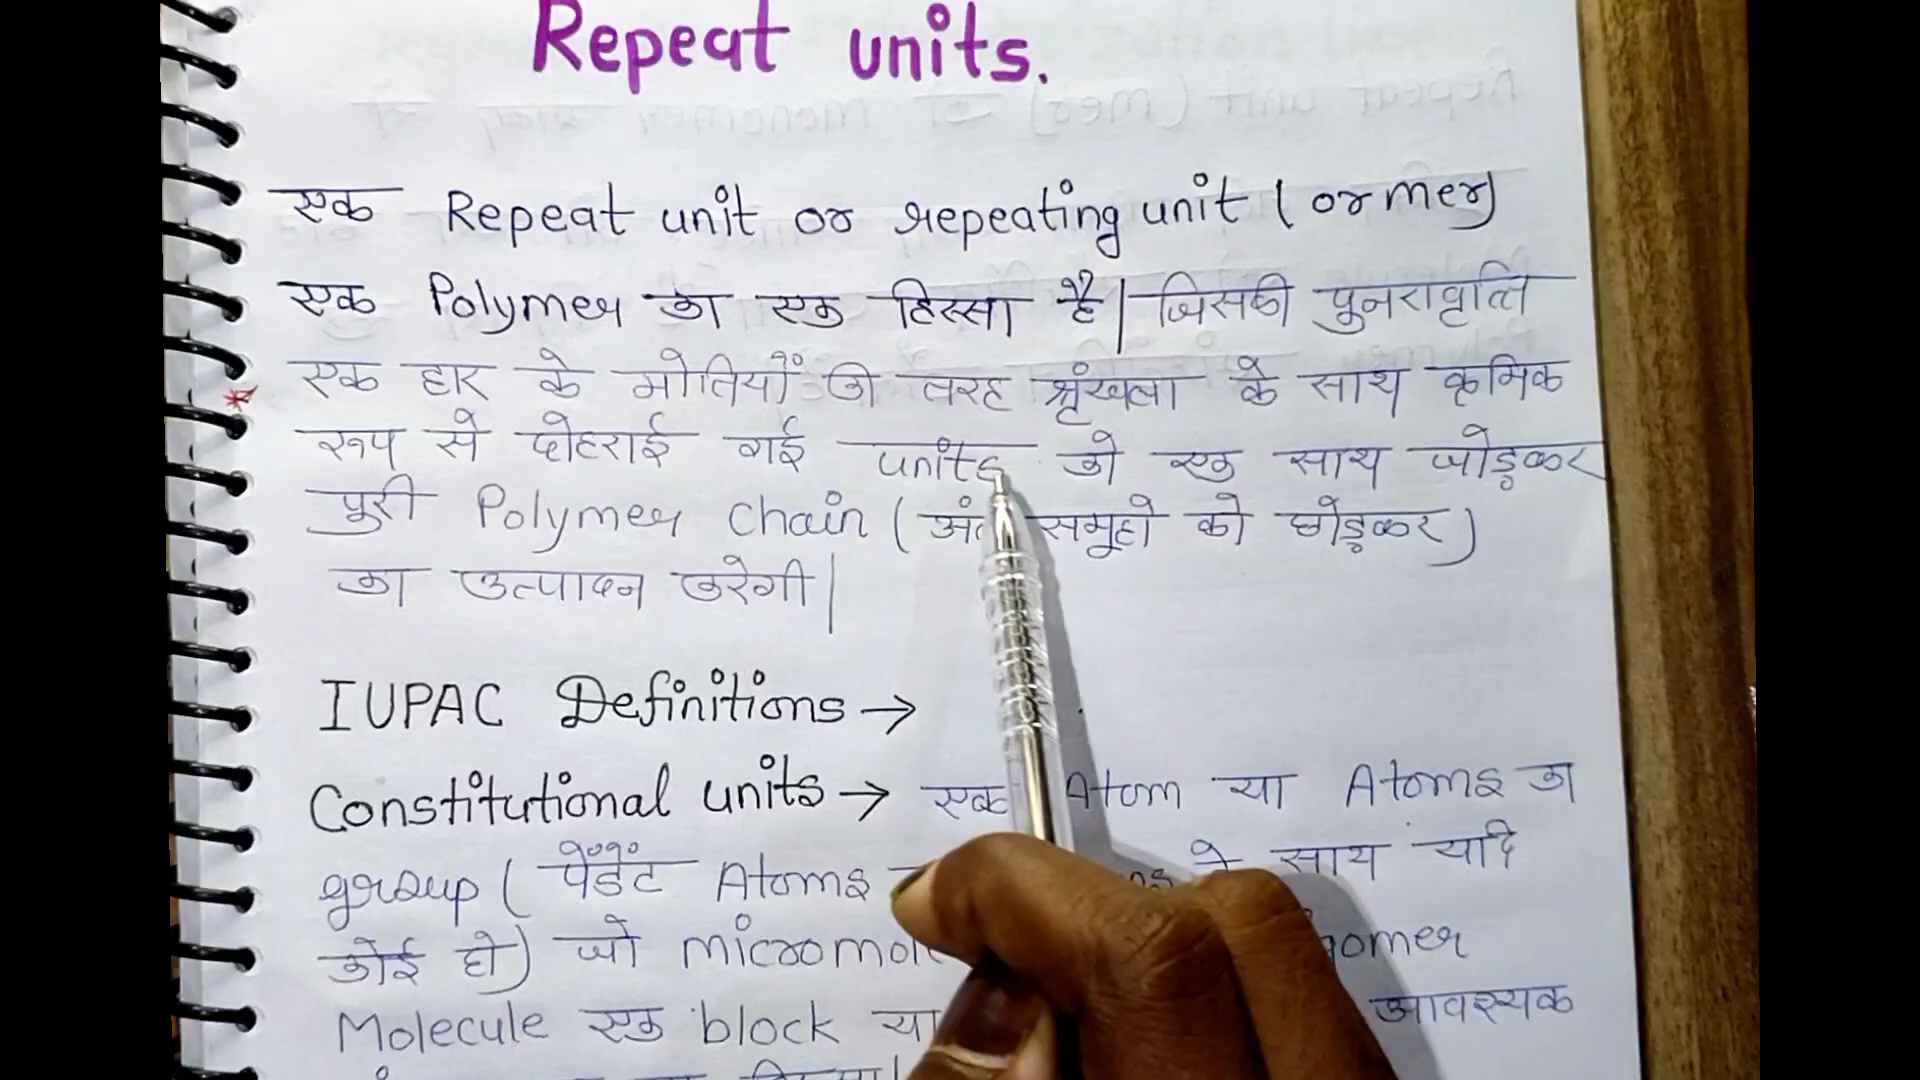 Repeat units.
एक Repeat unit or repeating unit (or mer)
एक Polymer का एक हिस्सा है| जिसकी पुनरावृत्ति
एक हार के मोतियों की तरह श्रृंखला के साथ क्रमिक
रूप से दोहराई गई units को एक साथ जोड़कर
पुरी Polymer chain ( समूहो को छोड़कर)
का उत्पादन करेगी|
IUPAC Definitions →
Constitutional units → एक Atom या Atoms का
group ( पेंडेंट Atoms के साथ यदि
कोई हो) जो
Molecule एक block या आवश्यक